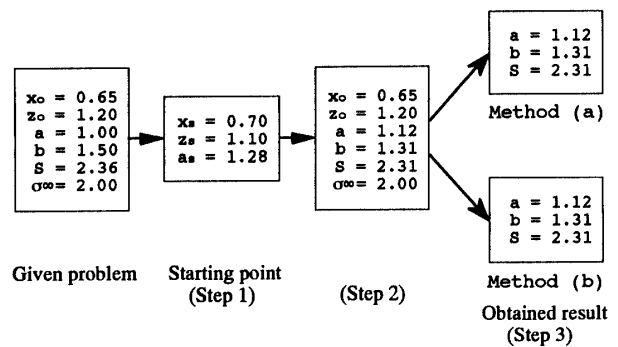 xo = 0.65
zo = 1.20
a = 1.00
b = 1.50
S = 2.36
σ∞= 2.00
Given problem
xs = 0.70
zs = 1.10
as = 1.28
Starting point
(Step 1)
xo = 0.65
zo = 1.20
a = 1.12
b = 1.31
S = 2.31
σ∞= 2.00
(Step 2)
a = 1.12
b = 1.31
S = 2.31
Method (a)
a = 1.12
b = 1.31
S = 2.31
Method (b)
Obtained result
(Step 3)